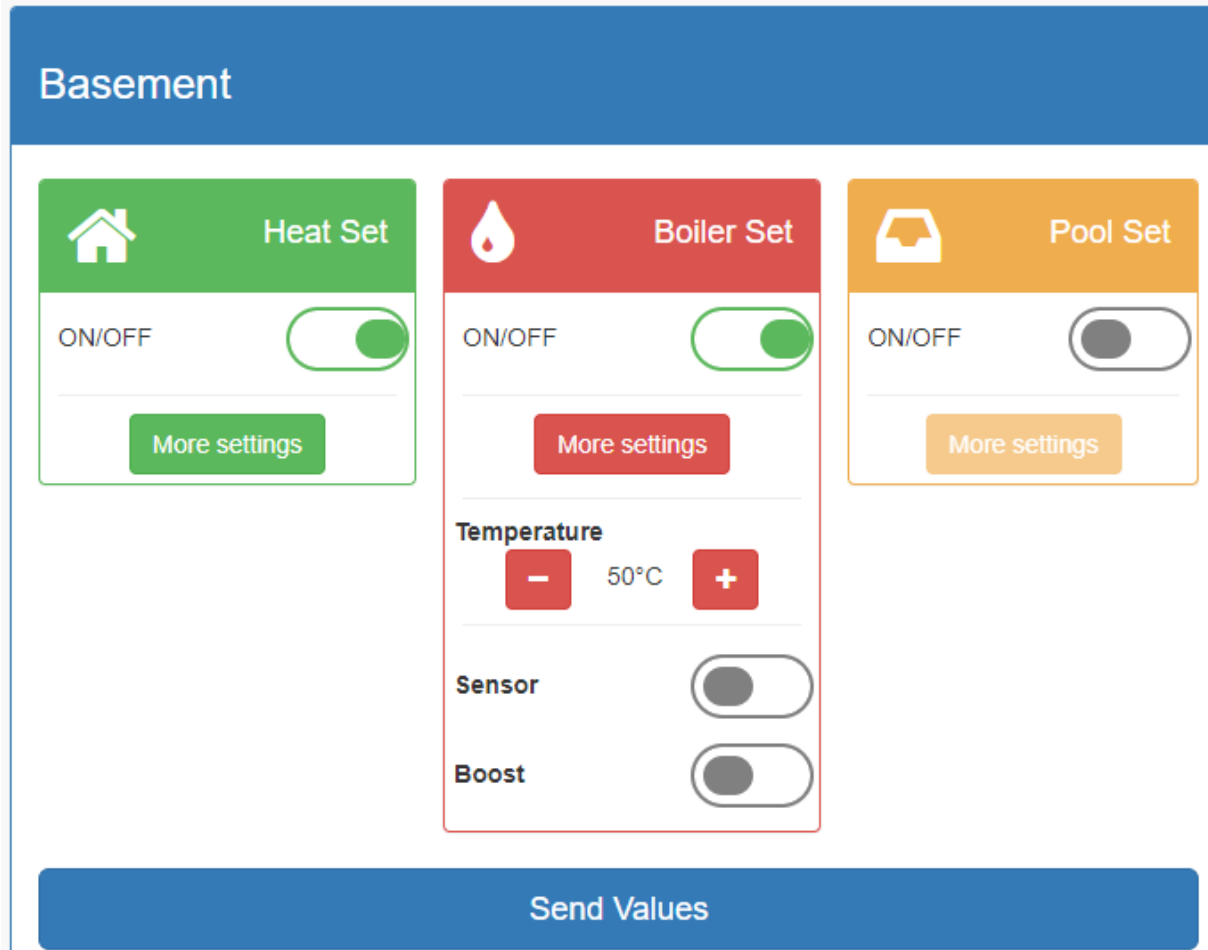 Basement
Heat Set
ON/OFF
More settings
Boiler Set
ON/OFF
More settings
Temperature
50°C
Sensor
Boost
Pool Set
ON/OFF
More settings
Send Values